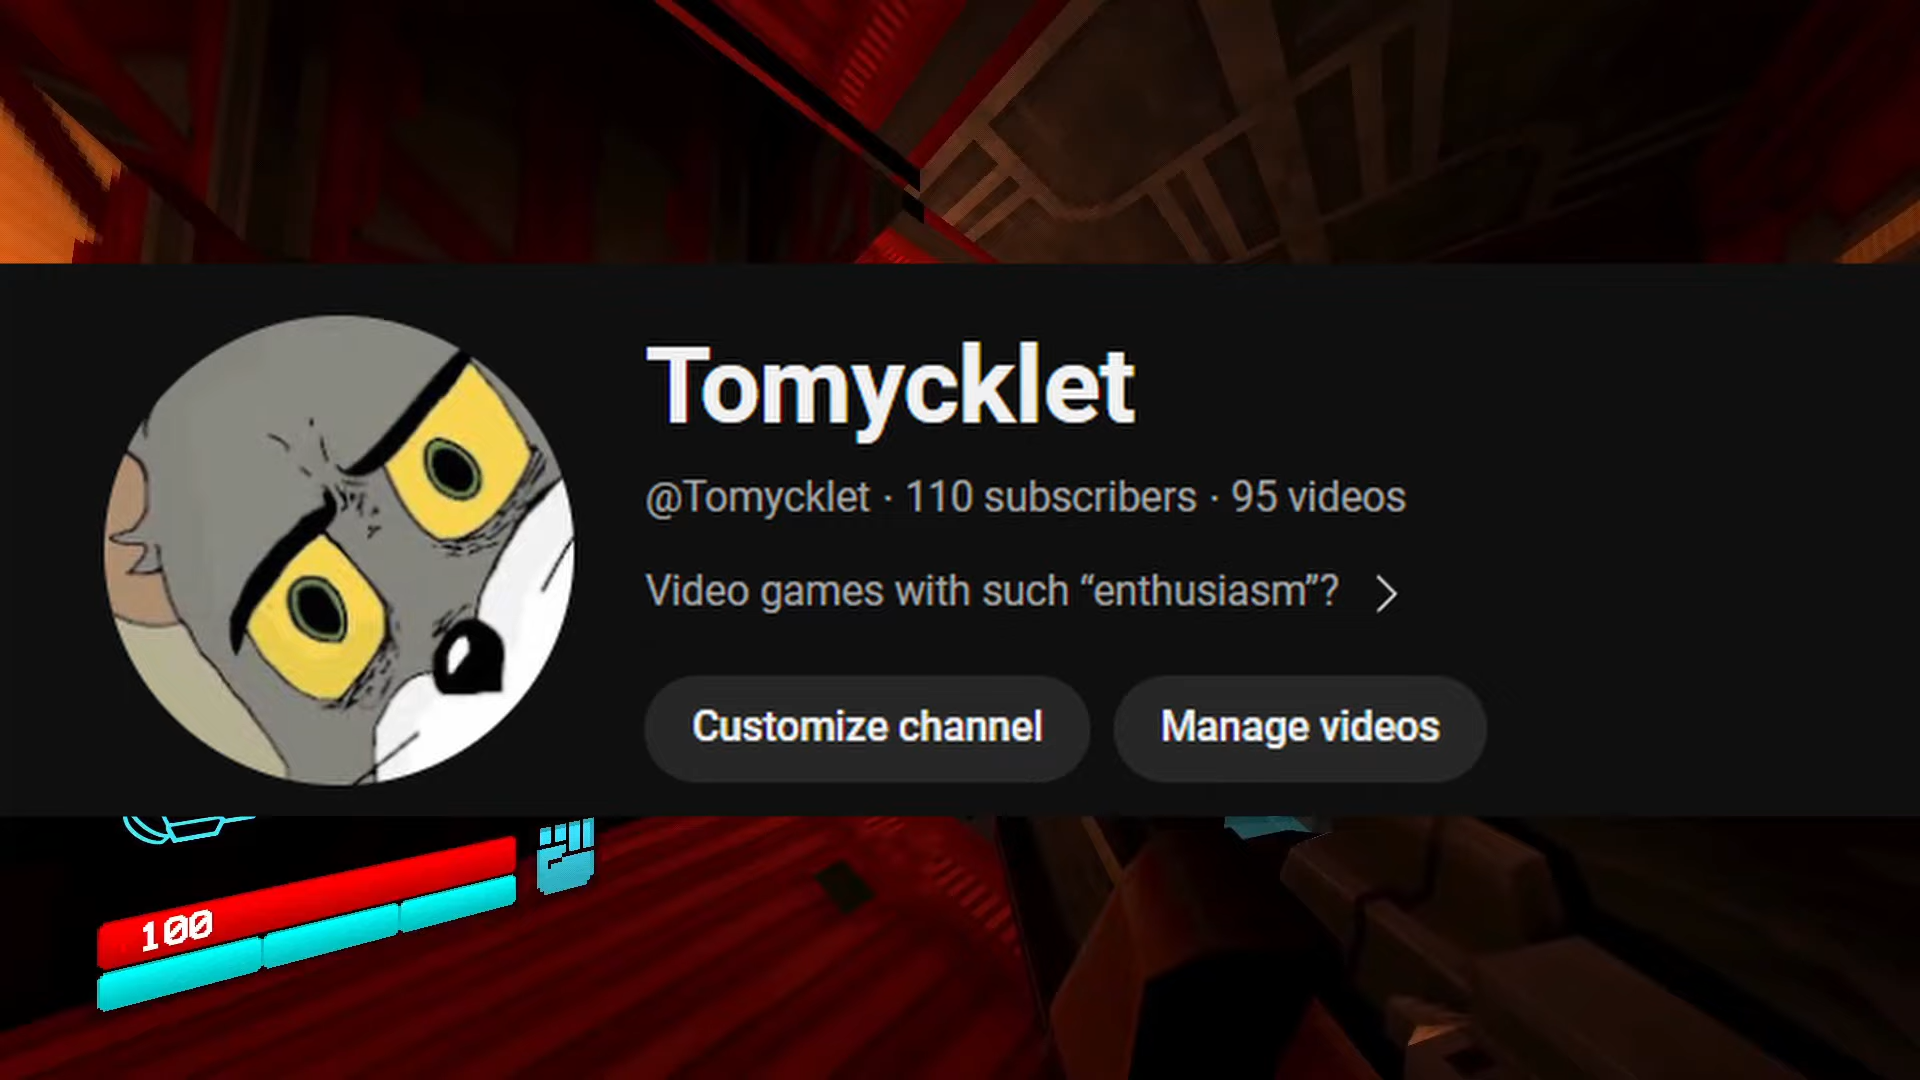 Tomycklet
@Tomycklet · 110 subscribers · 95 videos
Video games with such “enthusiasm”?
Customize channel
Manage videos
100